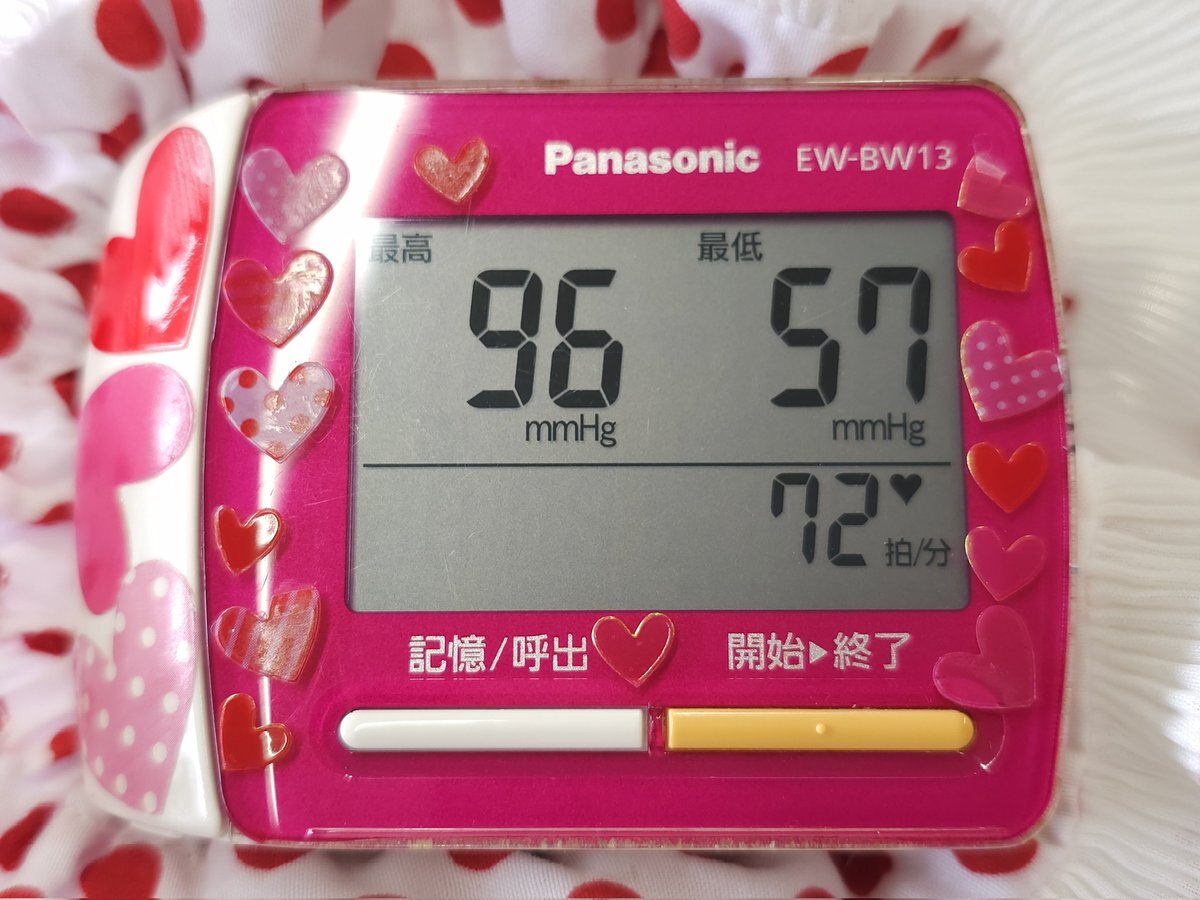 Panasonic EW-BW13
最高 最低
96 57
mmHg mmHg
72♥
拍/分
記憶/呼出 開始▶終了